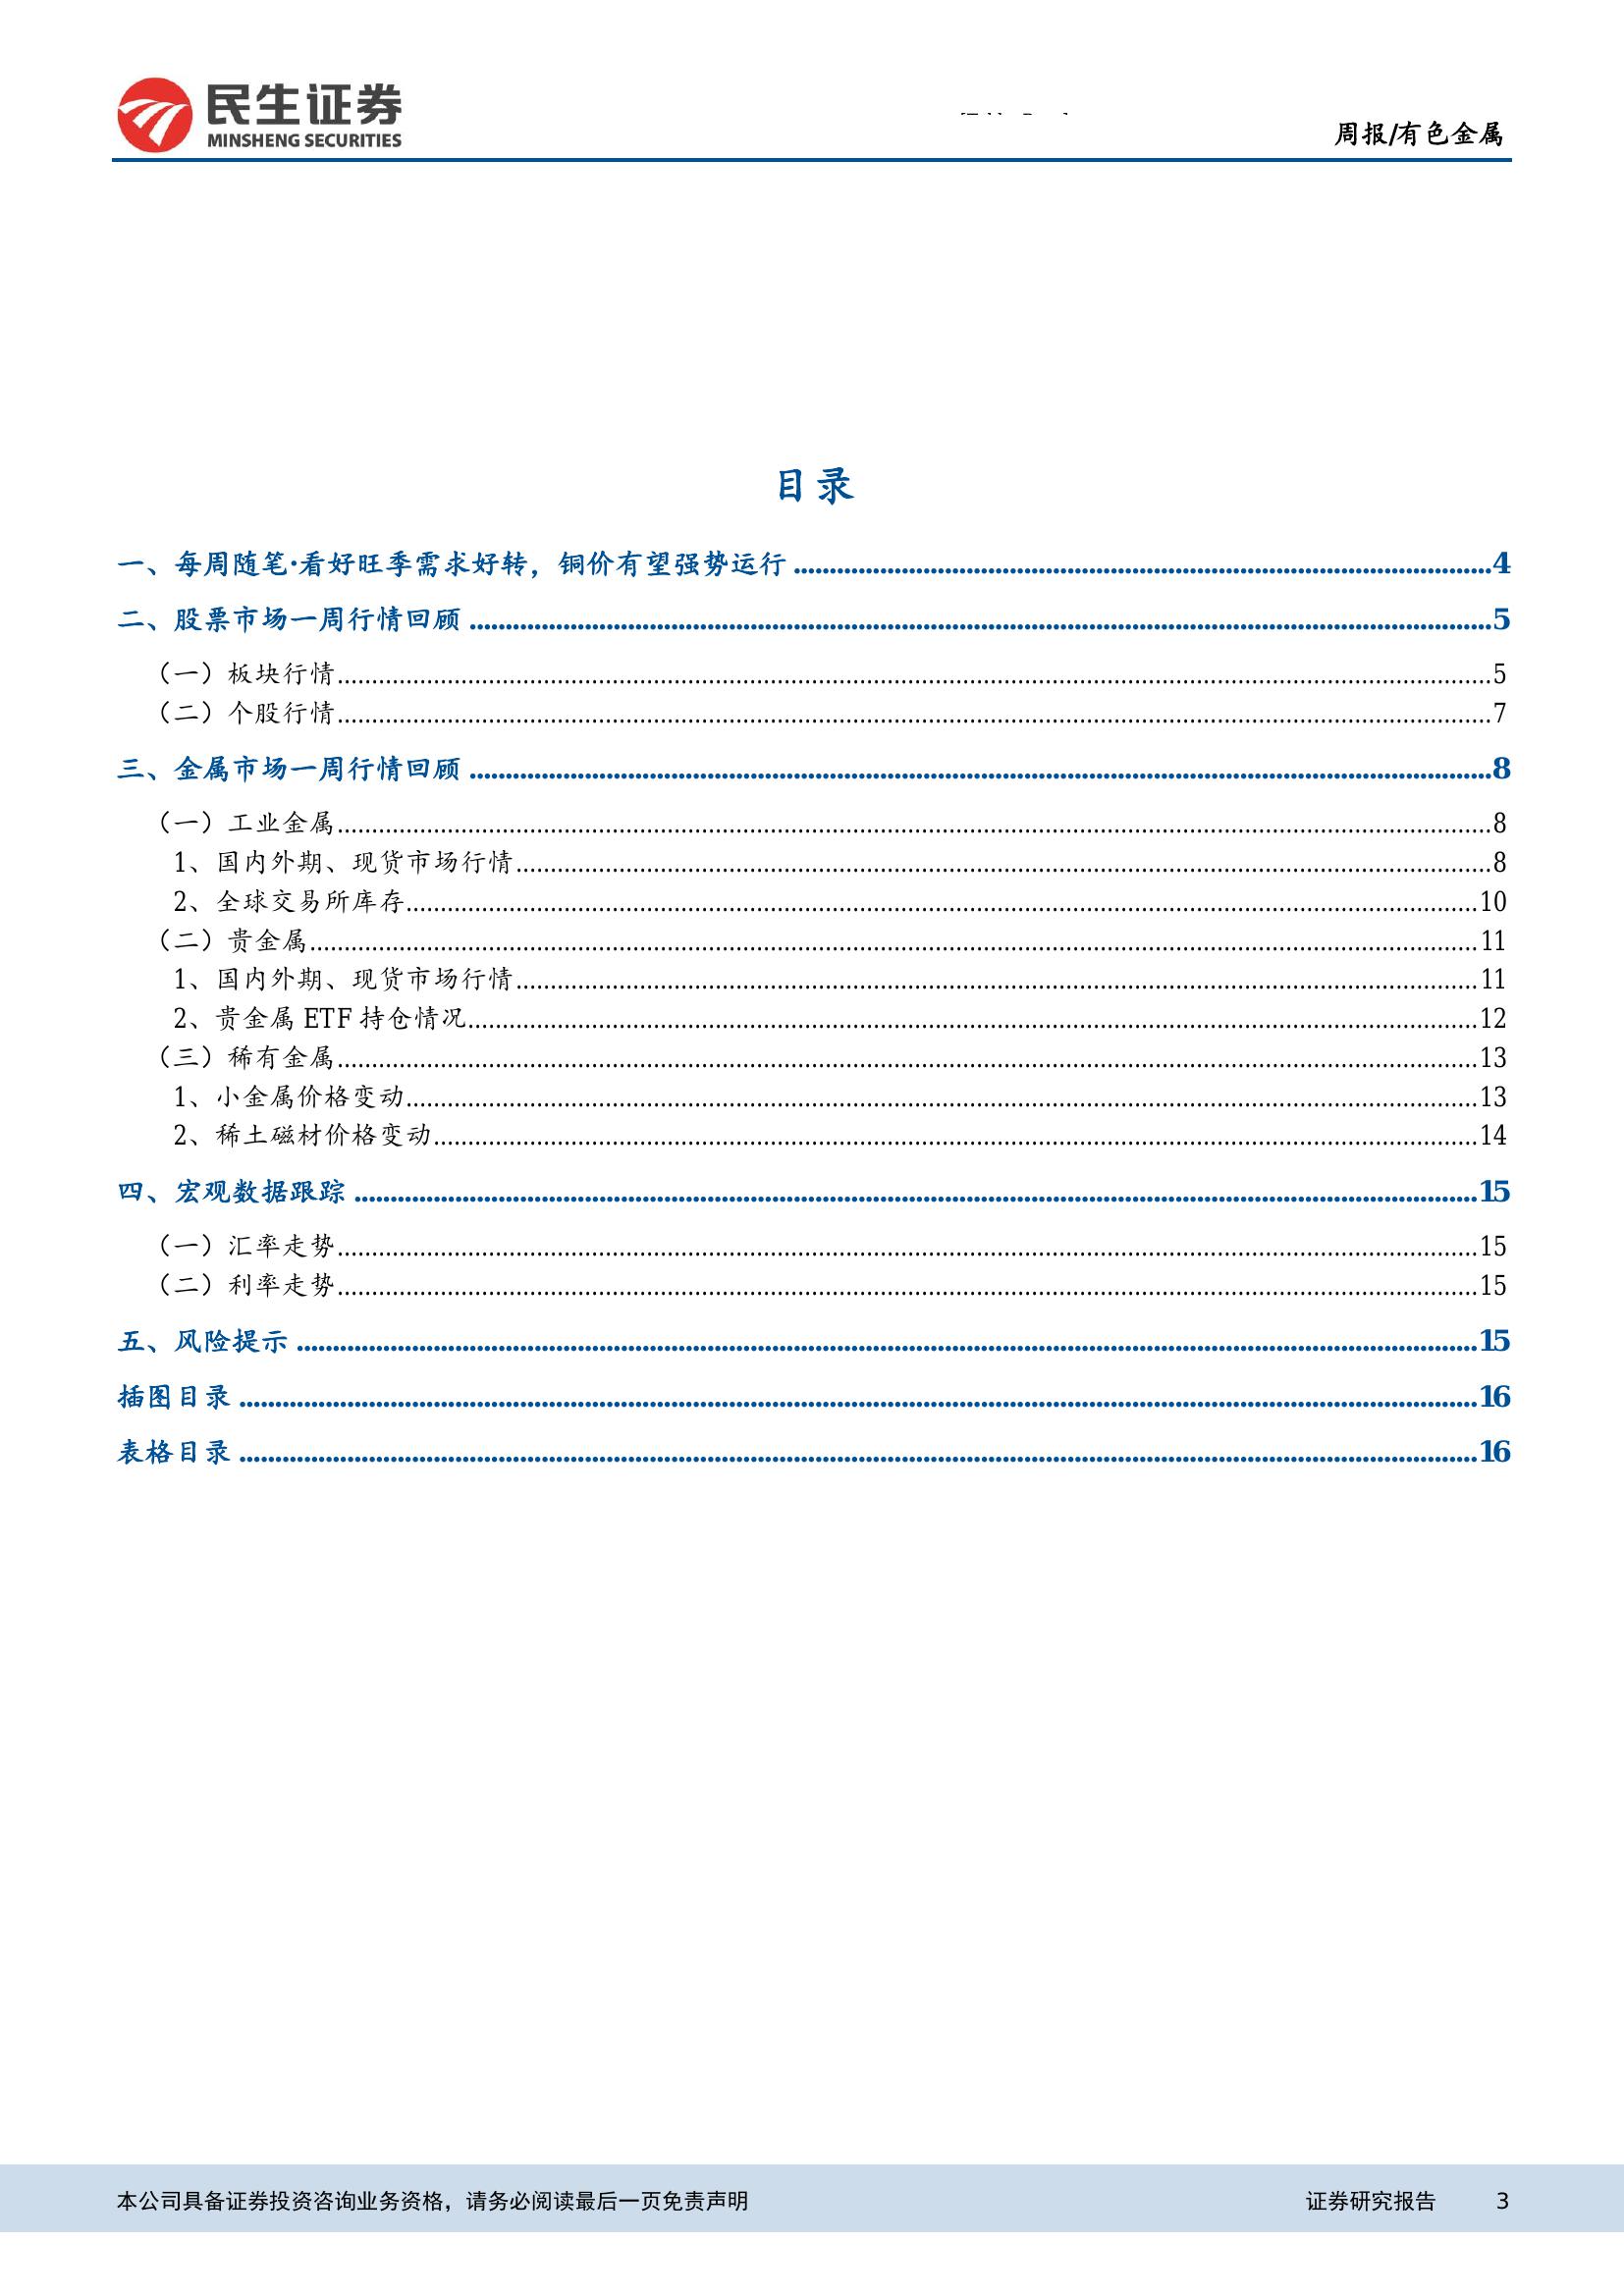 民生证券
MINSHENG SECURITIES
周报/有色金属
目录
一、每周随笔·看好旺季需求好转，铜价有望强势运行 ........ 4
二、股票市场一周行情回顾 ........ 5
（一）板块行情 ........ 5
（二）个股行情 ........ 7
三、金属市场一周行情回顾 ........ 8
（一）工业金属 ........ 8
1、国内外期、现货市场行情 ........ 8
2、全球交易所库存 ........ 10
（二）贵金属 ........ 11
1、国内外期、现货市场行情 ........ 11
2、贵金属 ETF 持仓情况 ........ 12
（三）稀有金属 ........ 13
1、小金属价格变动 ........ 13
2、稀土磁材价格变动 ........ 14
四、宏观数据跟踪 ........ 15
（一）汇率走势 ........ 15
（二）利率走势 ........ 15
五、风险提示 ........ 15
插图目录 ........ 16
表格目录 ........ 16
本公司具备证券投资咨询业务资格，请务必阅读最后一页免责声明 证券研究报告 3